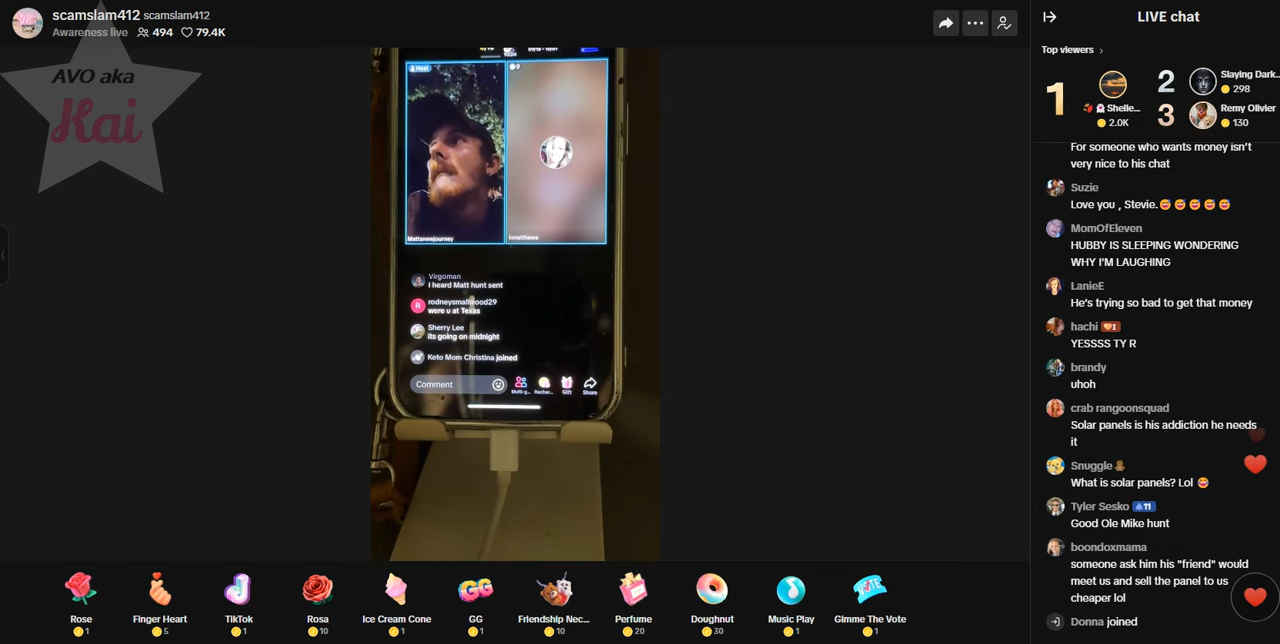 scamslam412 scamslam412
Awareness live 494 79.4K
AVO aka
Kai
Host
0
Mattsnewjourney
kmatthews
Virgoman
I heard Matt hunt sent
rodneysmallwood29
were u at Texas
Sherry Lee
its going on midnight
Keto Mom Christina joined
Comment
Multi-g... Rechar... Gift Share
Rose
1
Finger Heart
5
TikTok
1
Rosa
10
Ice Cream Cone
1
GG
GG
1
Friendship Nec...
10
Perfume
20
Doughnut
30
Music Play
1
VOTE
Gimme The Vote
1
LIVE chat
Top viewers
1
Shelle...
2.0K
2
Slaying Dark...
298
3
Remy Olivier
130
For someone who wants money isn't
very nice to his chat
Suzie
Love you , Stevie.🥰🥰🥰🥰🥰
MomOfEleven
HUBBY IS SLEEPING WONDERING
WHY I'M LAUGHING
LanieE
He's trying so bad to get that money
hachi I
YESSSS TY R
brandy
uhoh
crab rangoonsquad
Solar panels is his addiction he needs
it
Snuggle🧸
What is solar panels? Lol
Tyler Sesko 11
Good Ole Mike hunt
boondoxmama
someone ask him his "friend" would
meet us and sell the panel to us
cheaper lol
Donna joined